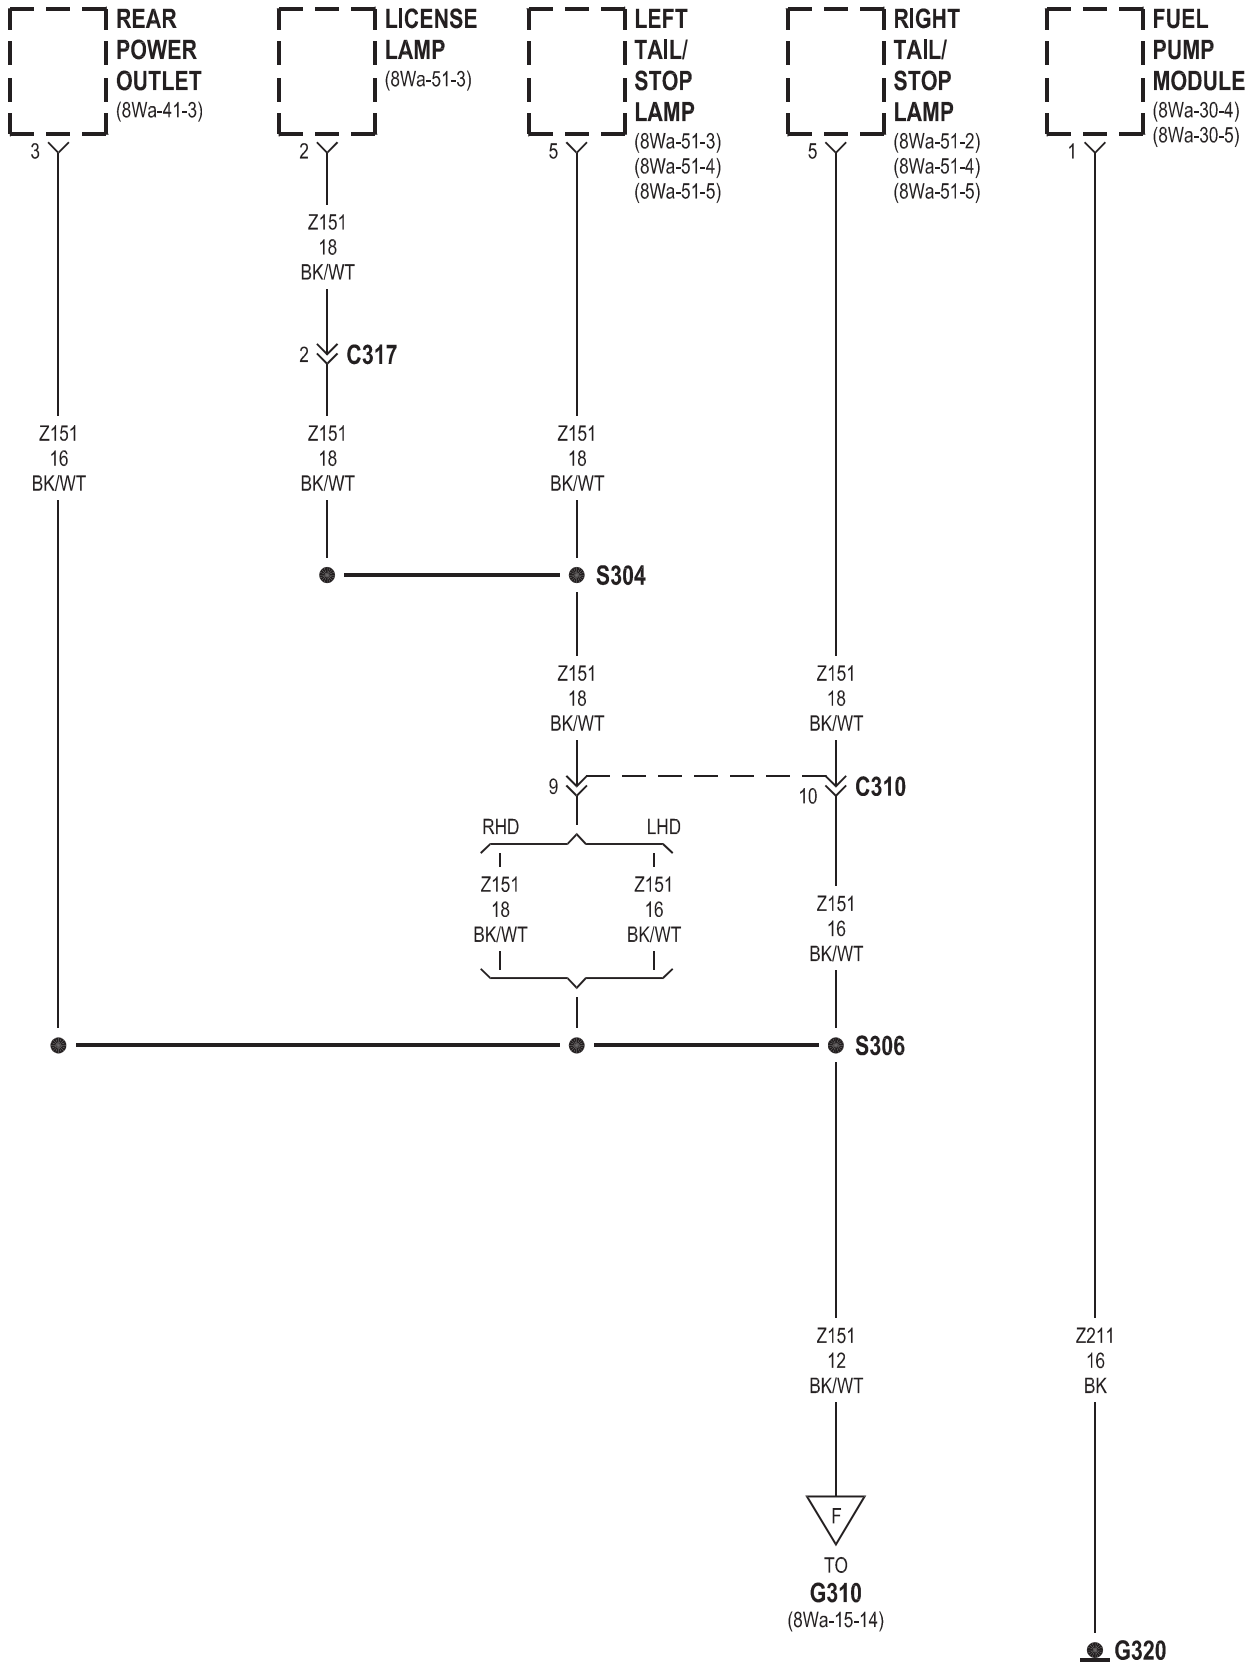 REAR
POWER
OUTLET
(8Wa-41-3)
LICENSE
LAMP
(8Wa-51-3)
LEFT
TAIL/
STOP
LAMP
(8Wa-51-3)
(8Wa-51-4)
(8Wa-51-5)
RIGHT
TAIL/
STOP
LAMP
(8Wa-51-2)
(8Wa-51-4)
(8Wa-51-5)
FUEL
PUMP
MODULE
(8Wa-30-4)
(8Wa-30-5)
3
2
5
5
1
Z151
18
BK/WT
2
C317
Z151
16
BK/WT
Z151
18
BK/WT
Z151
18
BK/WT
S304
Z151
18
BK/WT
Z151
18
BK/WT
9
10
C310
RHD
LHD
Z151
18
BK/WT
Z151
16
BK/WT
Z151
16
BK/WT
S306
Z151
12
BK/WT
Z211
16
BK
F
TO
G310
(8Wa-15-14)
G320